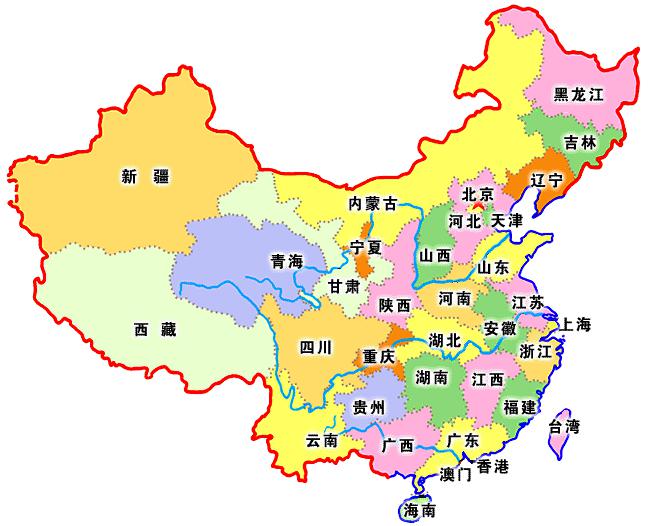 黑龙江
吉林
新 疆
辽宁
北京
内蒙古
河北
天津
宁夏
山西
青海
山东
甘肃
陕西
河南
江苏
西 藏
安徽
上海
四川
湖北
重庆
浙江
湖南
江西
贵州
福建
台湾
云南
广西
广东
香港
澳门
海南